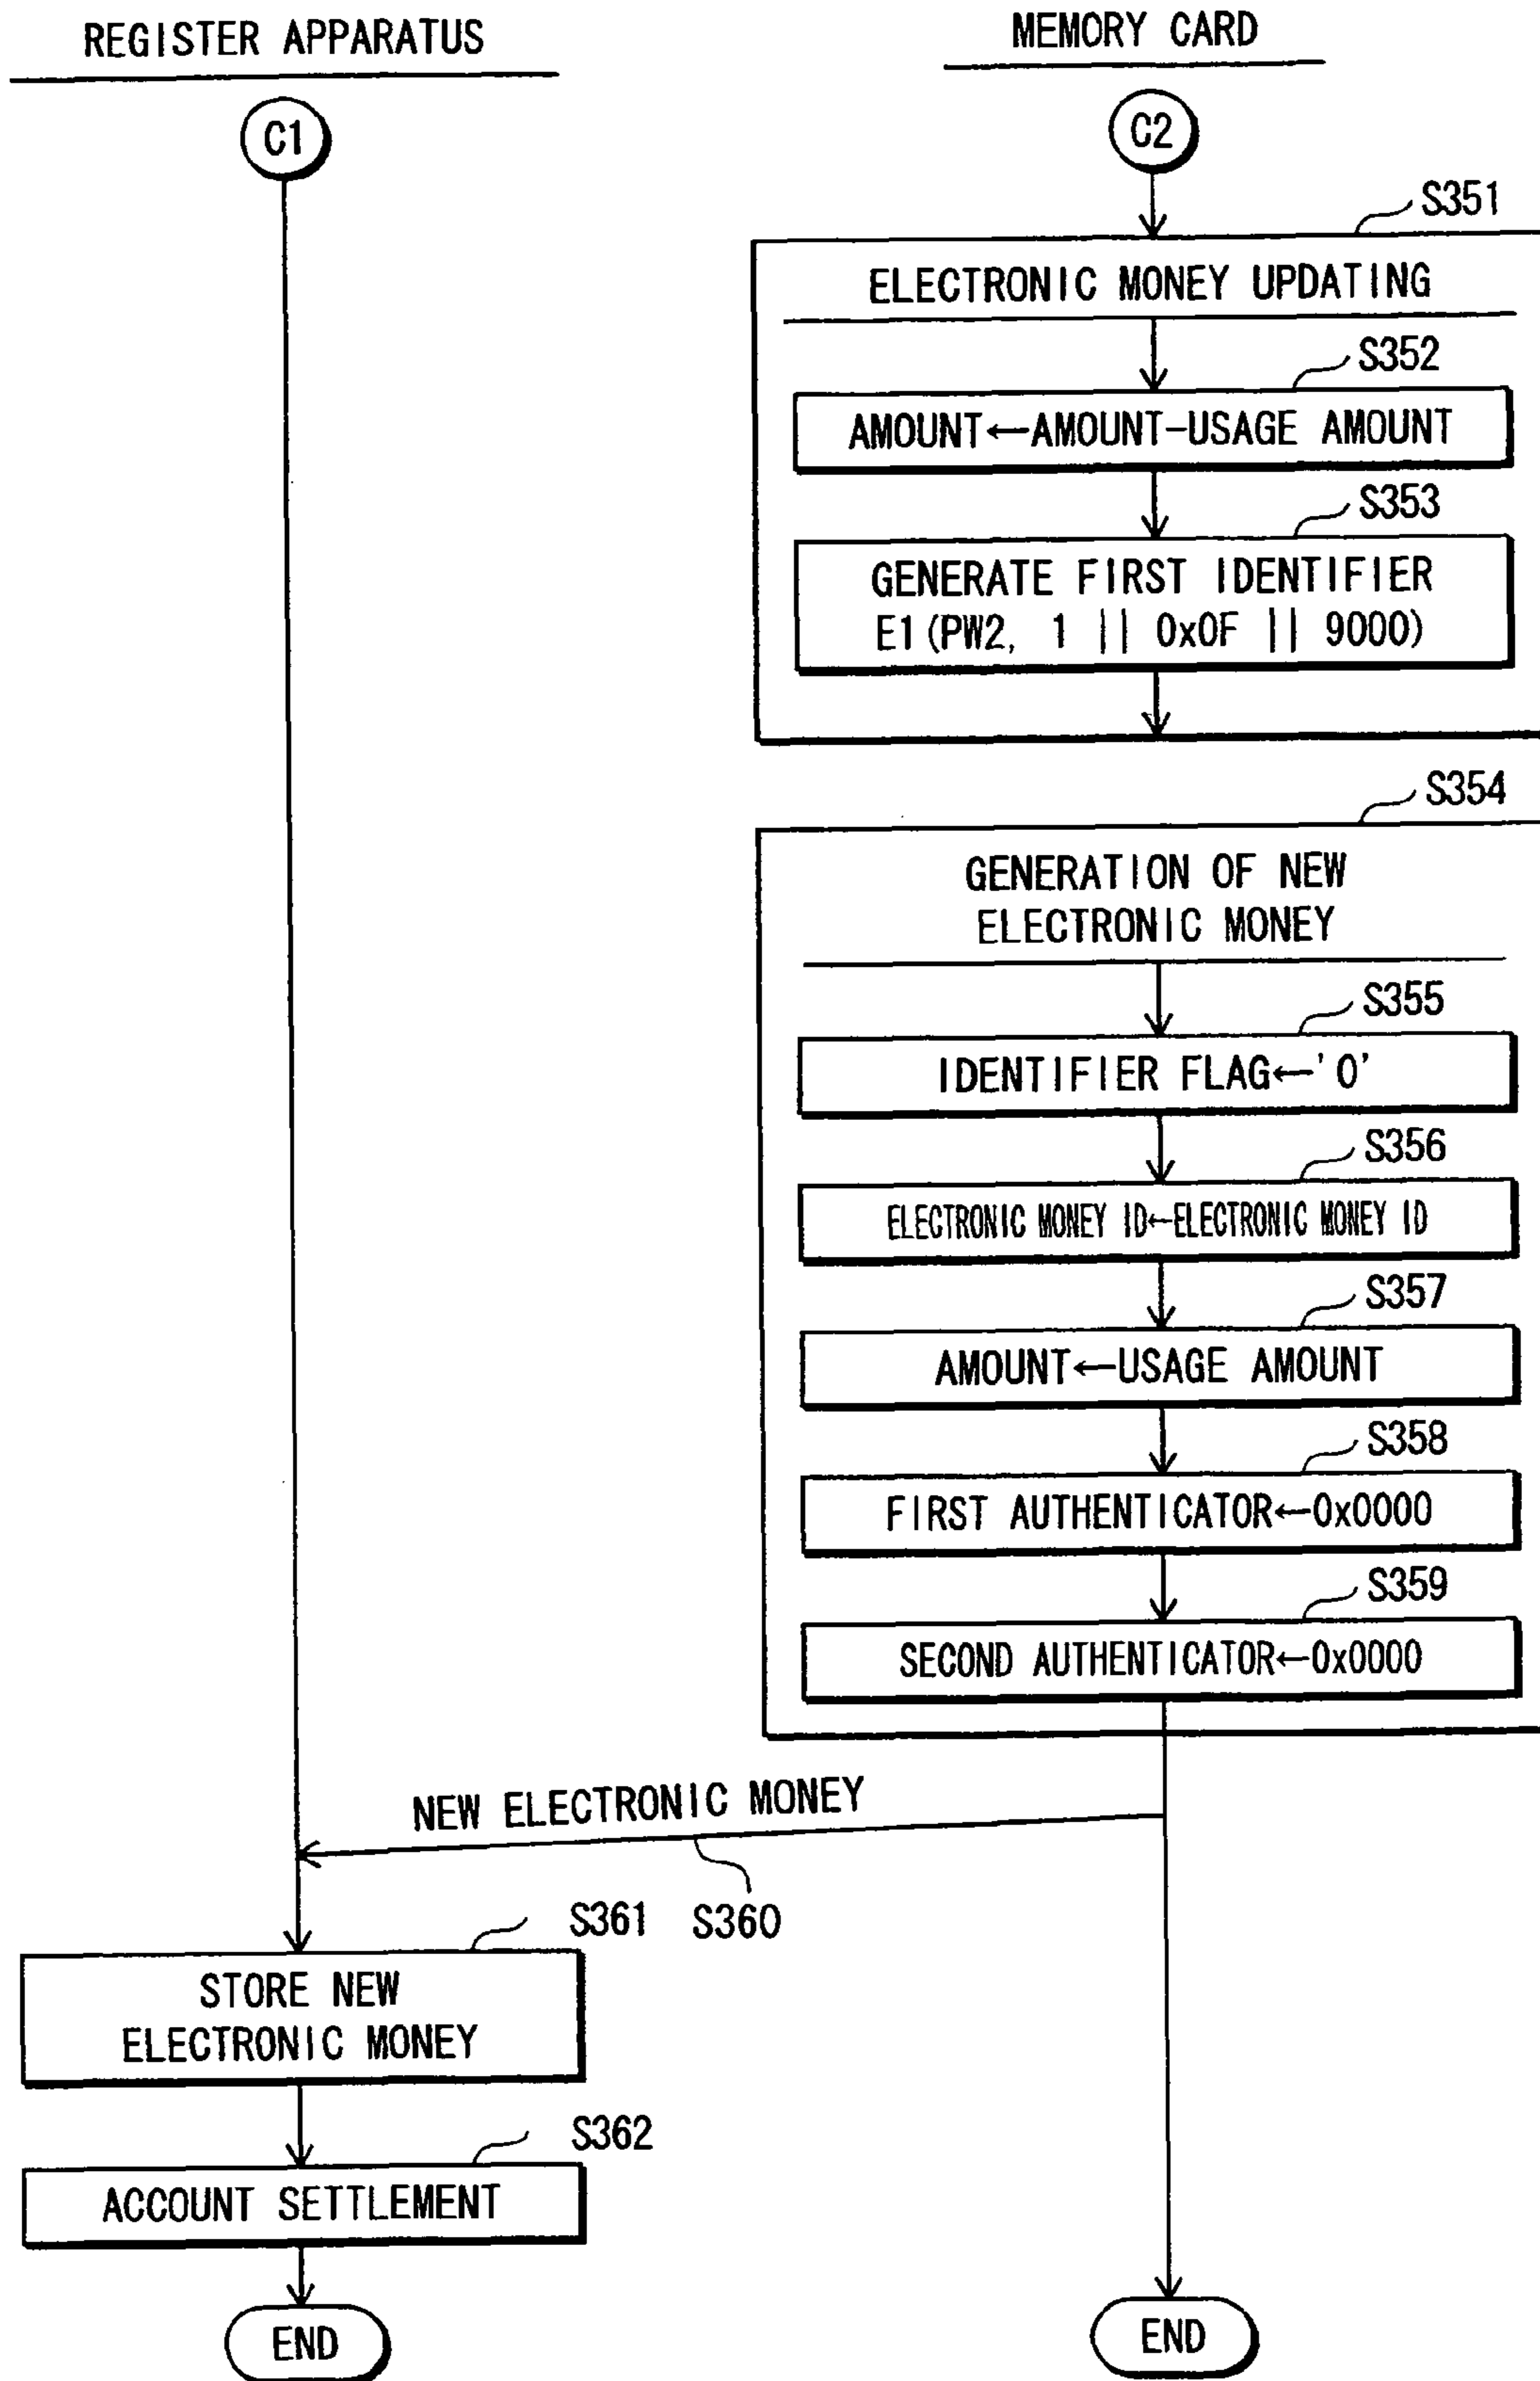 REGISTER APPARATUS
MEMORY CARD
C1
C2
S351
ELECTRONIC MONEY UPDATING
S352
AMOUNT←AMOUNT-USAGE AMOUNT
S353
GENERATE FIRST IDENTIFIER
E1(PW2, 1 || 0x0F || 9000)
S354
GENERATION OF NEW
ELECTRONIC MONEY
S355
IDENTIFIER FLAG←'0'
S356
ELECTRONIC MONEY ID←ELECTRONIC MONEY ID
S357
AMOUNT←USAGE AMOUNT
S358
FIRST AUTHENTICATOR←0x0000
S359
SECOND AUTHENTICATOR←0x0000
NEW ELECTRONIC MONEY
S360
S361
STORE NEW
ELECTRONIC MONEY
S362
ACCOUNT SETTLEMENT
END
END